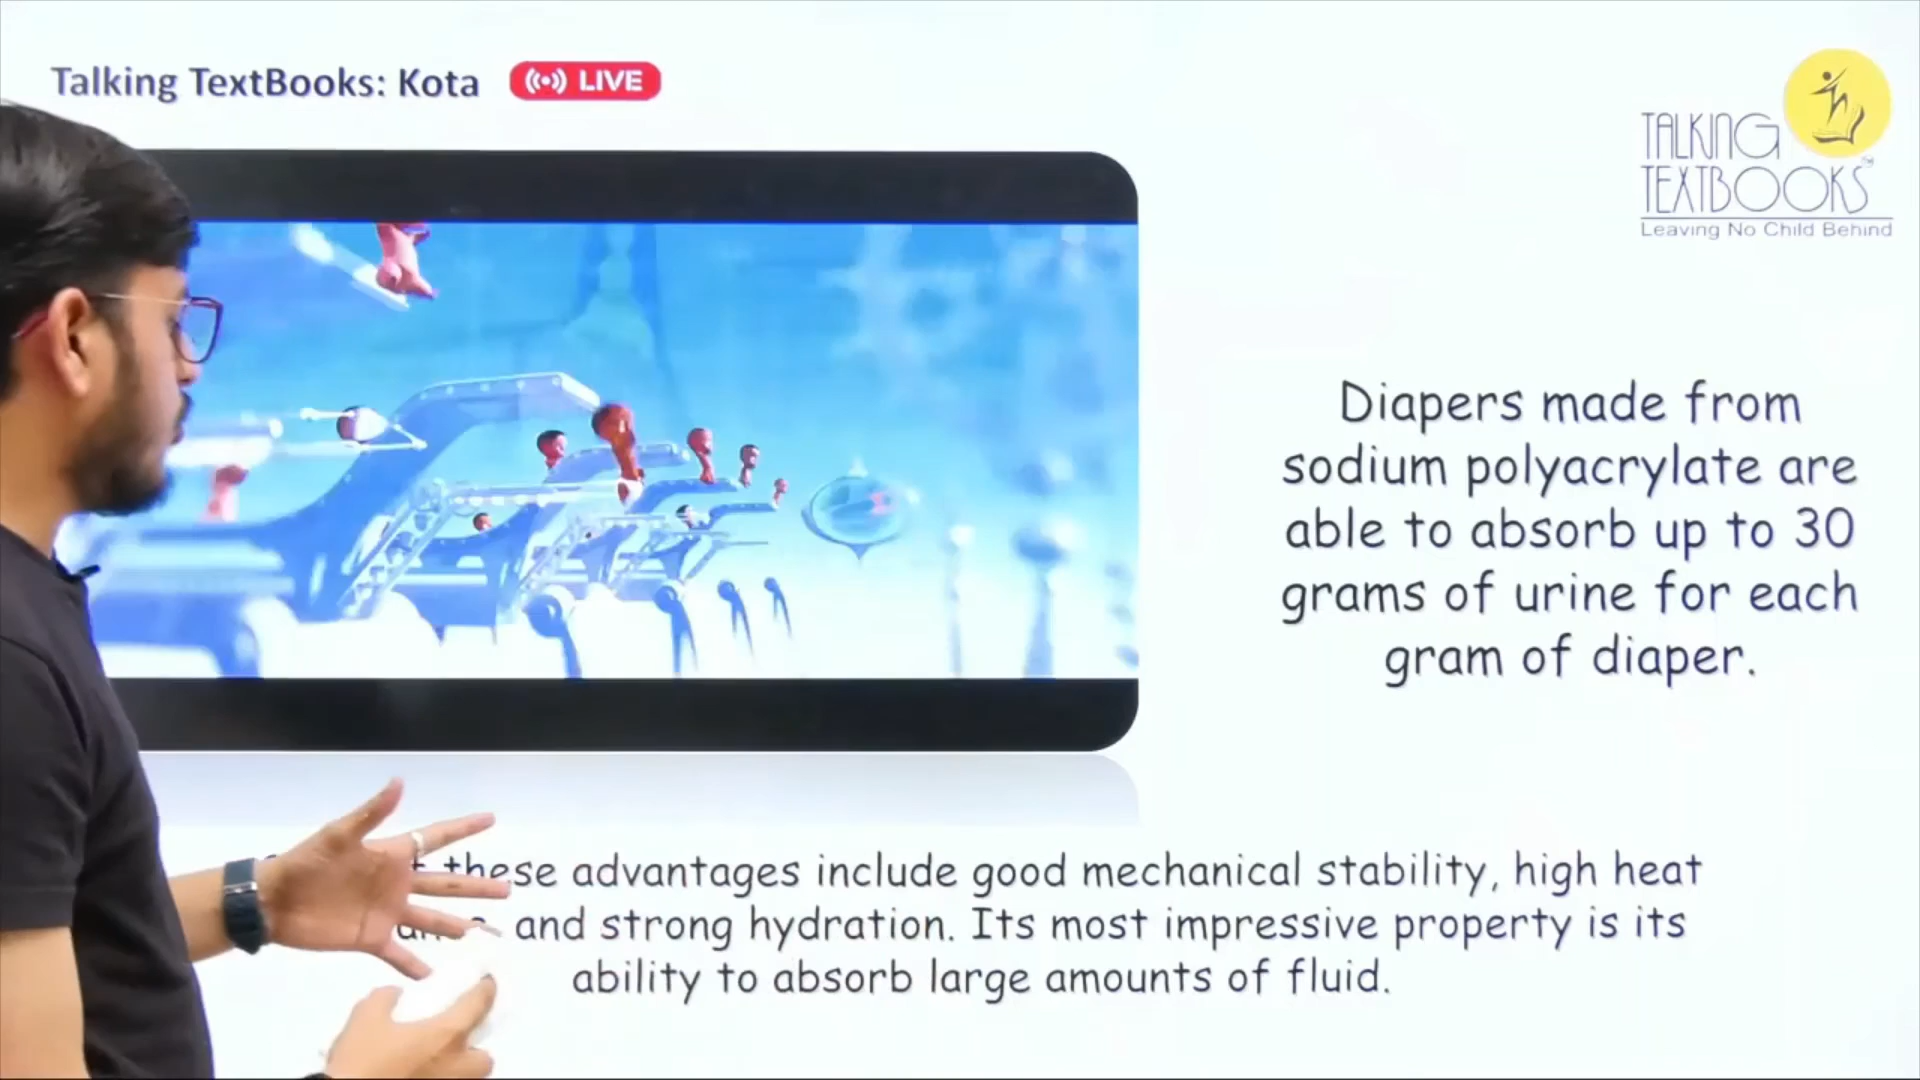 Talking TextBooks: Kota
LIVE
TALKING
TEXTBOOKS
Leaving No Child Behind
Diapers made from
sodium polyacrylate are
able to absorb up to 30
grams of urine for each
gram of diaper.
these advantages include good mechanical stability, high heat
and strong hydration. Its most impressive property is its
ability to absorb large amounts of fluid.